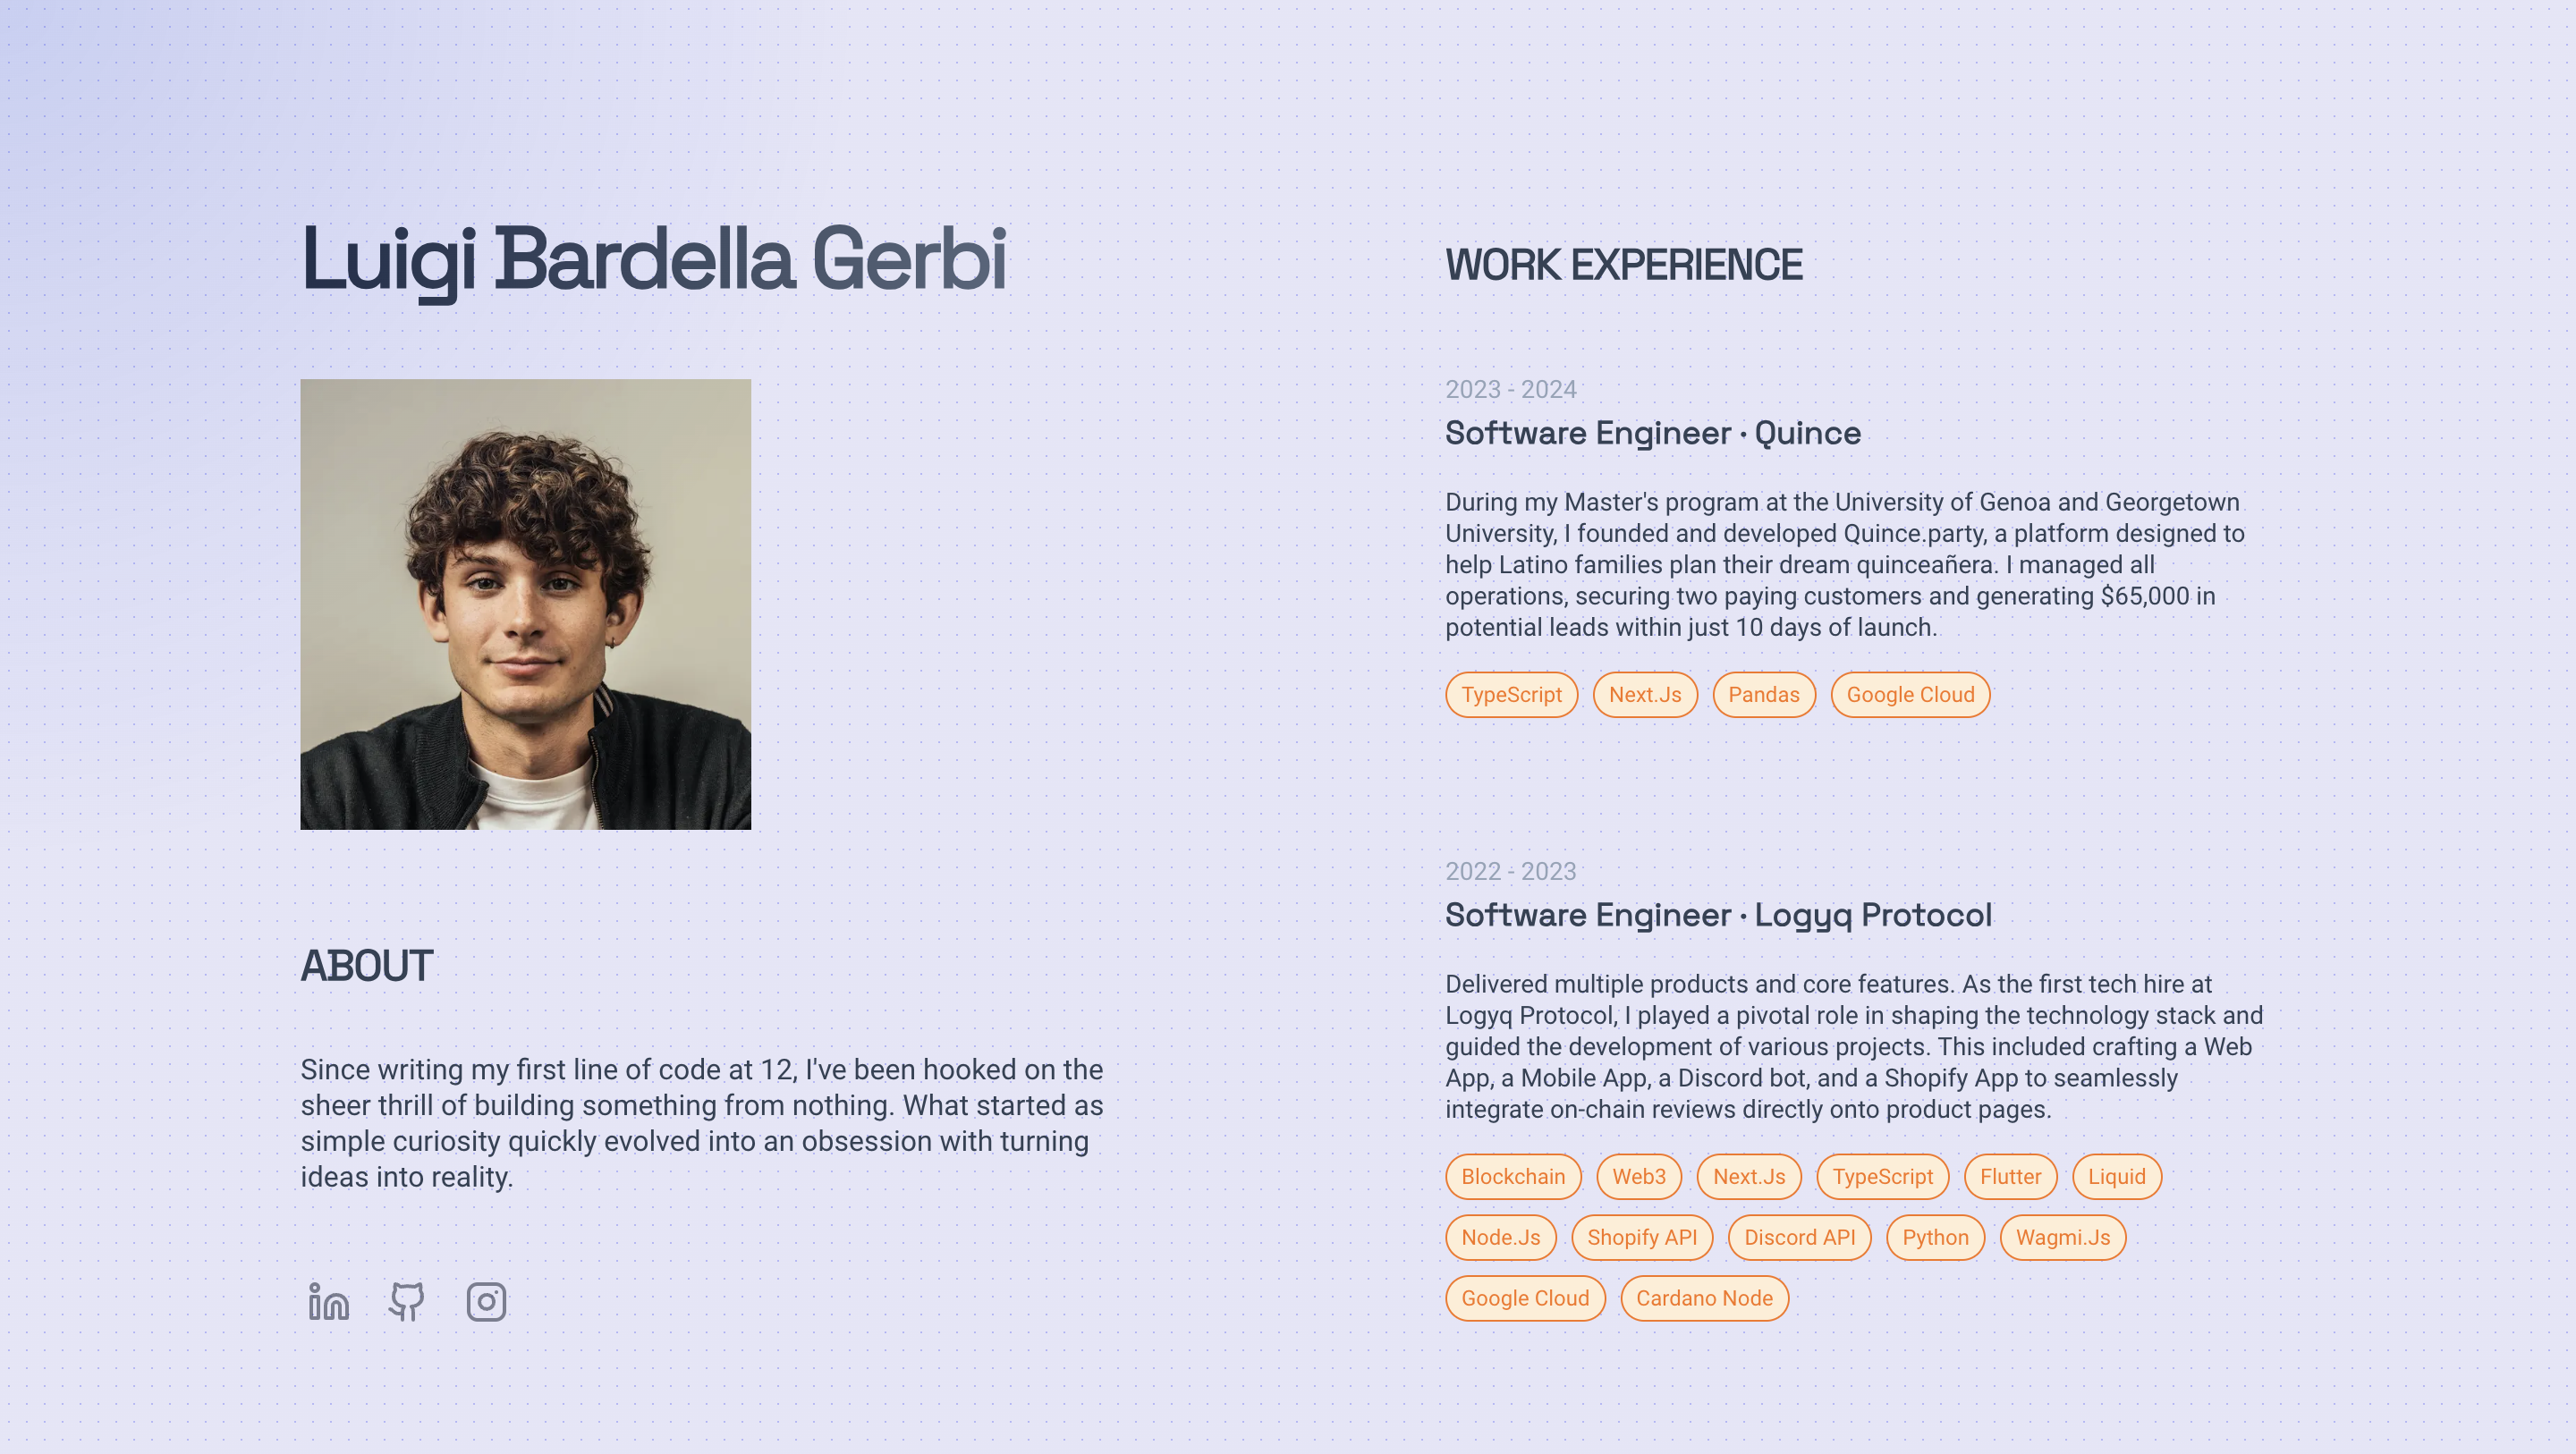 Luigi Bardella Gerbi
ABOUT
Since writing my first line of code at 12, I've been hooked on the
sheer thrill of building something from nothing. What started as
simple curiosity quickly evolved into an obsession with turning
ideas into reality.
in
WORK EXPERIENCE
2023 - 2024
Software Engineer · Quince
During my Master's program at the University of Genoa and Georgetown
University, I founded and developed Quince.party, a platform designed to
help Latino families plan their dream quinceañera. I managed all
operations, securing two paying customers and generating $65,000 in
potential leads within just 10 days of launch.
TypeScript Next.Js Pandas Google Cloud
2022 - 2023
Software Engineer · Logyq Protocol
Delivered multiple products and core features. As the first tech hire at
Logyq Protocol, I played a pivotal role in shaping the technology stack and
guided the development of various projects. This included crafting a Web
App, a Mobile App, a Discord bot, and a Shopify App to seamlessly
integrate on-chain reviews directly onto product pages.
Blockchain Web3 Next.Js TypeScript Flutter Liquid
Node.Js Shopify API Discord API Python Wagmi.Js
Google Cloud Cardano Node